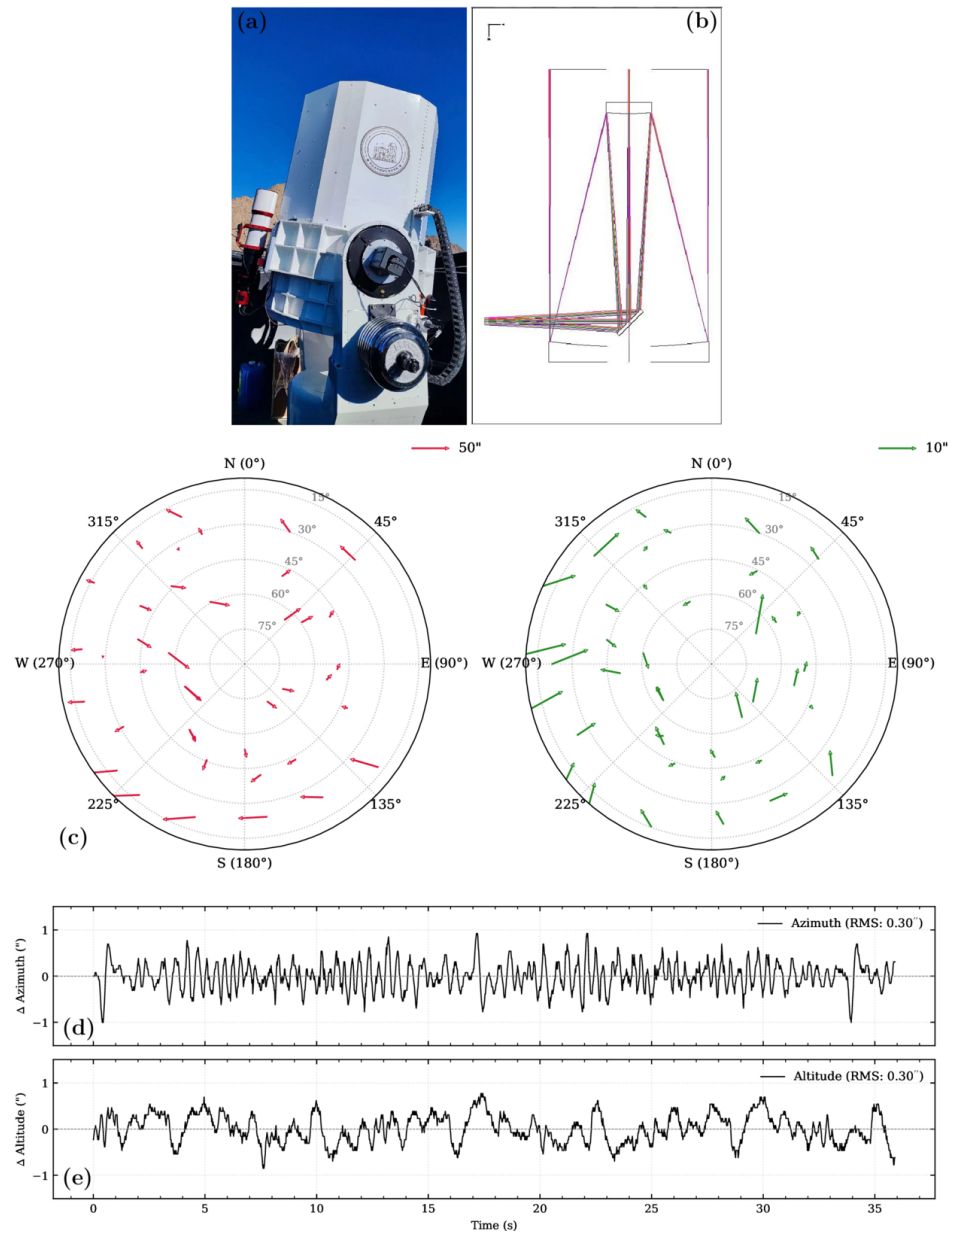 (a)
(b)
50"
10"
N (0°)
N (0°)
315°
15°
45°
315°
15°
45°
30°
30°
45°
45°
60°
60°
75°
75°
W (270°)
E (90°)
W (270°)
E (90°)
225°
135°
225°
135°
(c)
S (180°)
S (180°)
Δ Azimuth (")
1
0
−1
Azimuth (RMS: 0.30″)
(d)
Δ Altitude (")
1
0
−1
Altitude (RMS: 0.30″)
(e)
0 5 10 15 20 25 30 35
Time (s)